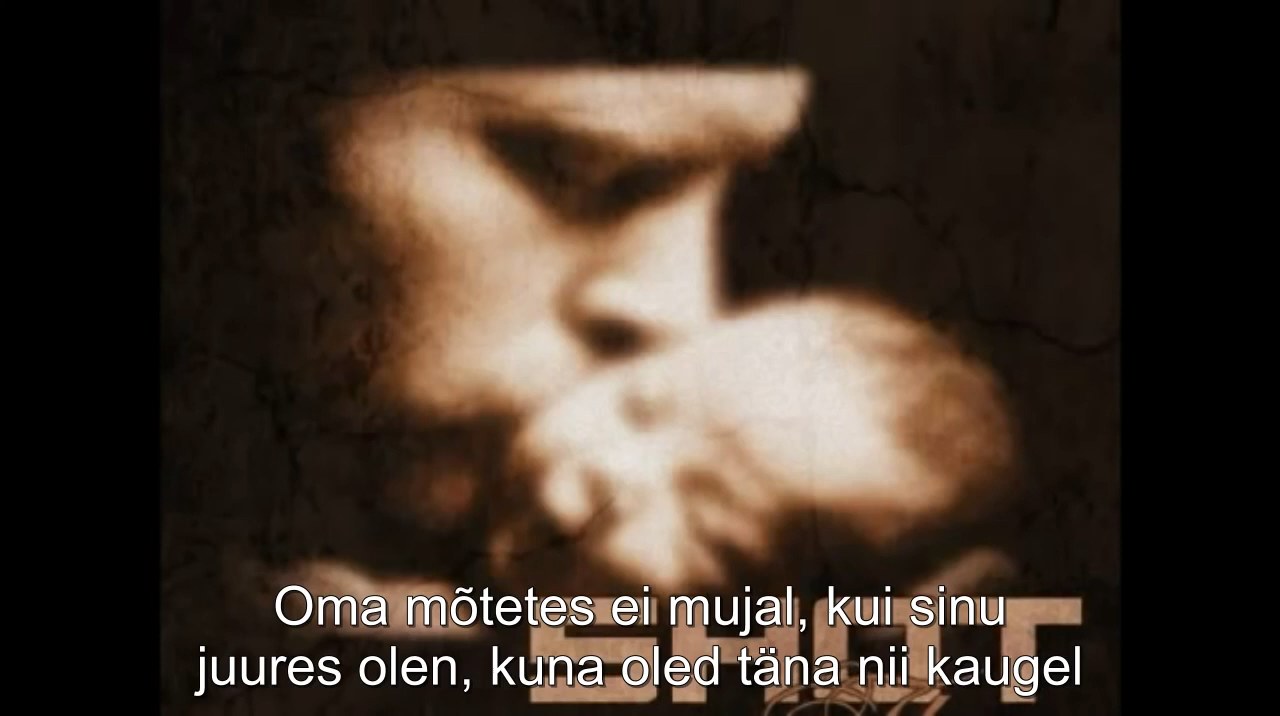 Oma mõtetes ei mujal, kui sinu
juures olen, kuna oled täna nii kaugel